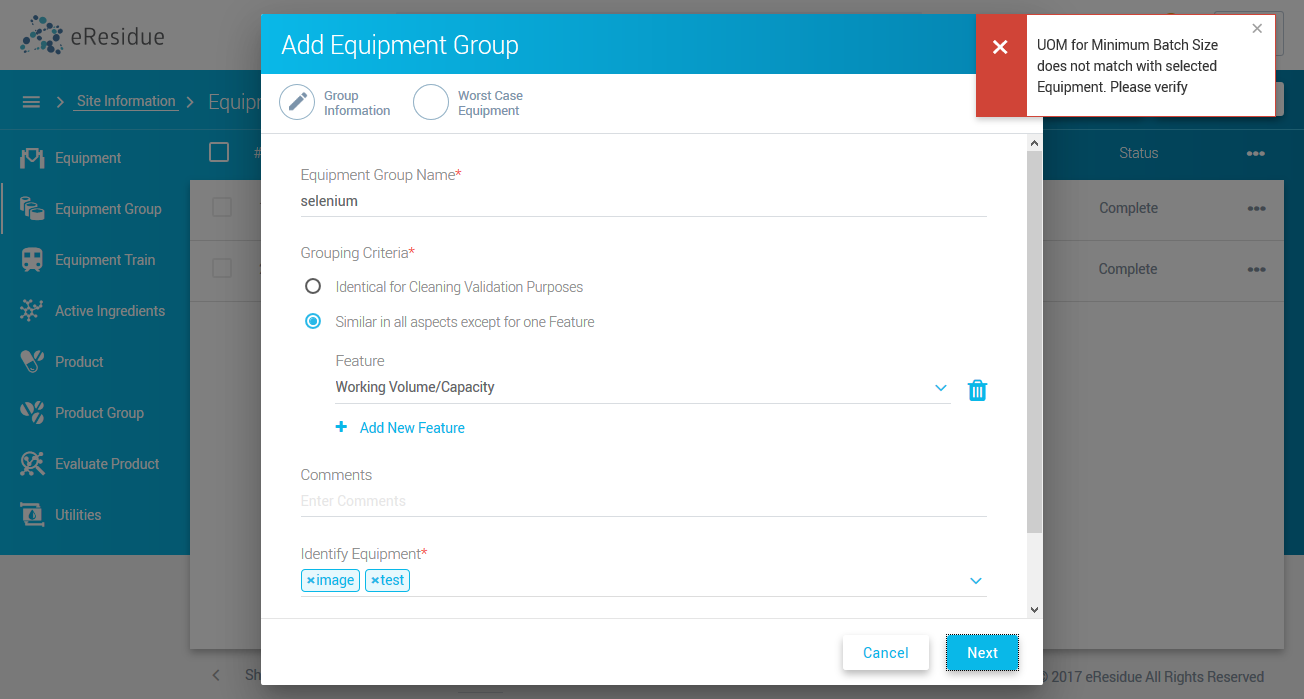 eResidue
Add Equipment Group
UOM for Minimum Batch Size
does not match with selected
Equipment. Please verify
Site Information
Group
Information
Worst Case
Equipment
#
Status
Equipment
Equipment Group
Equipment Train
Active Ingredients
Product
Product Group
Evaluate Product
Utilities
Complete
Complete
Equipment Group Name*
selenium
Grouping Criteria*
Identical for Cleaning Validation Purposes
Similar in all aspects except for one Feature
Feature
Working Volume/Capacity
+ Add New Feature
Comments
Enter Comments
Identify Equipment*
×image ×test
Cancel
Next
2017 eResidue All Rights Reserved